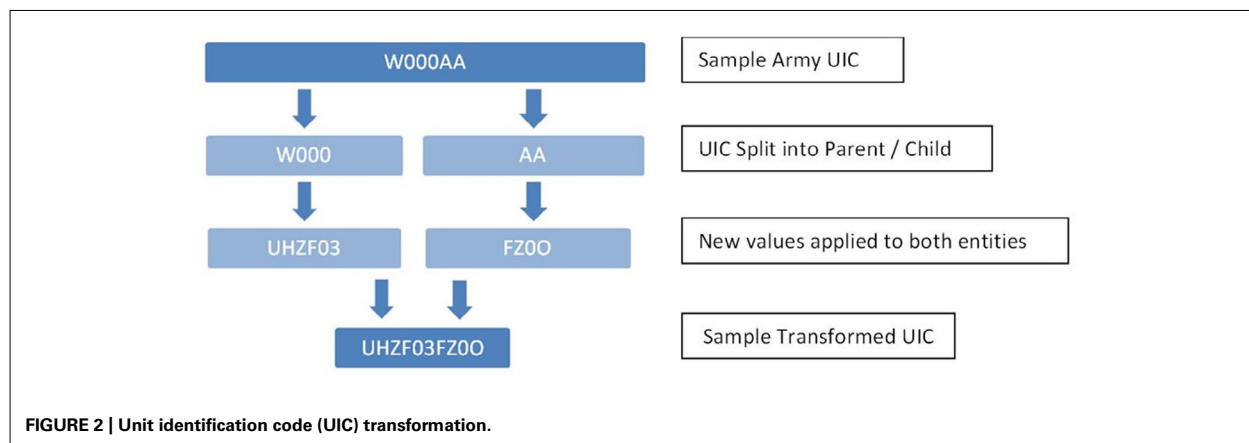 W000AA
Sample Army UIC
W000
AA
UIC Split into Parent / Child
UHZF03
FZ0O
New values applied to both entities
UHZF03FZ0O
Sample Transformed UIC
FIGURE 2 | Unit identification code (UIC) transformation.